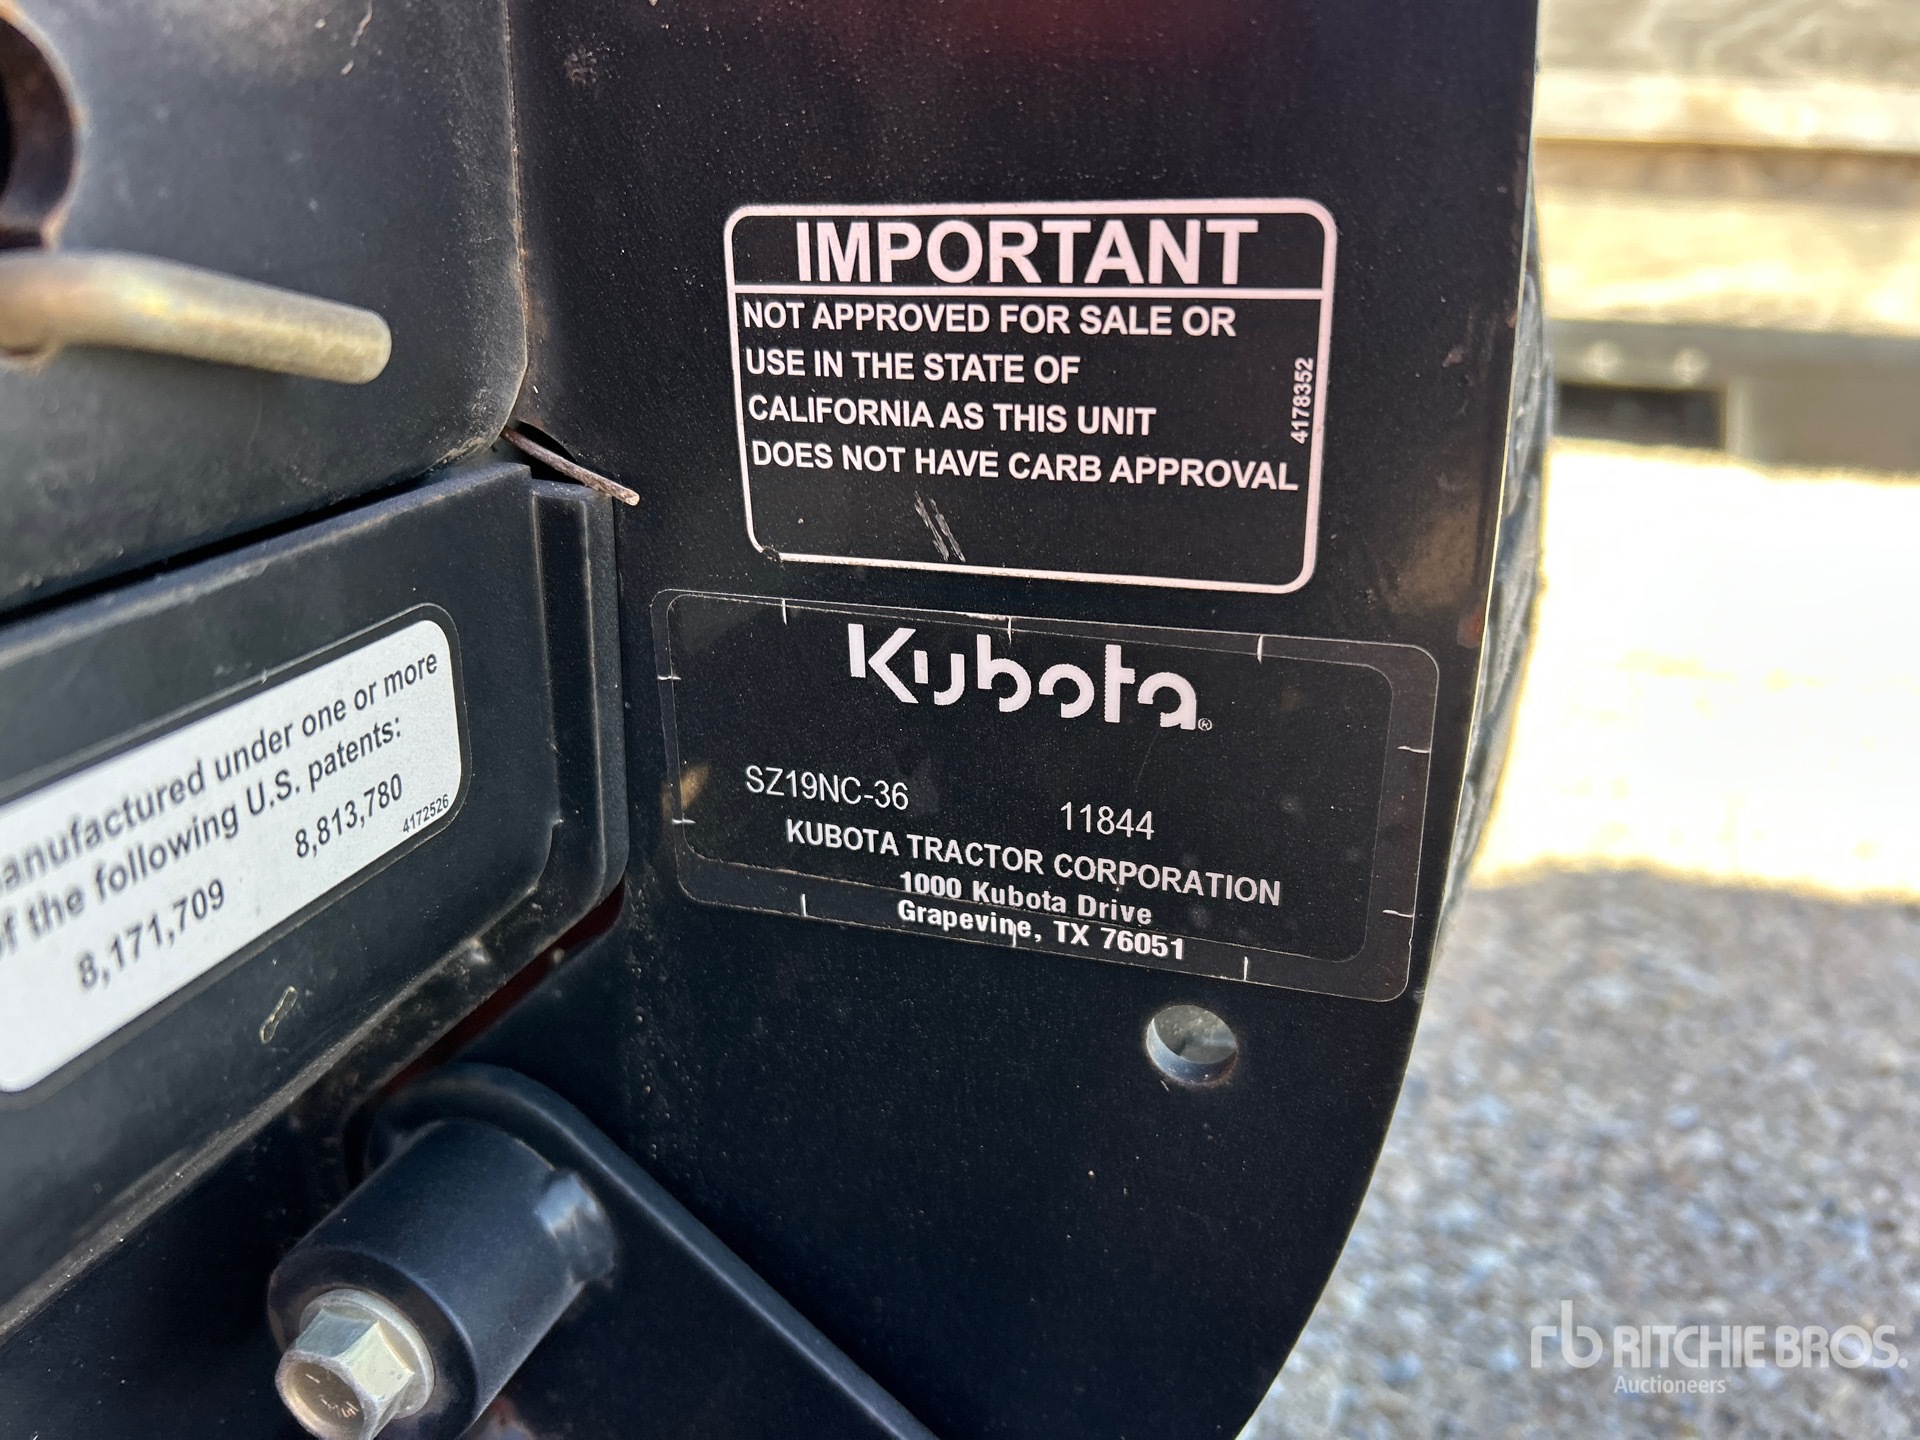 IMPORTANT
NOT APPROVED FOR SALE OR
USE IN THE STATE OF
CALIFORNIA AS THIS UNIT
DOES NOT HAVE CARB APPROVAL
4178352
Kubota®
SZ19NC-36 11844
KUBOTA TRACTOR CORPORATION
1000 Kubota Drive
Grapevine, TX 76051
anufactured under one or more
of the following U.S. patents:
8,171,709 8,813,780
4172526
rb RITCHIE BROS.
Auctioneers